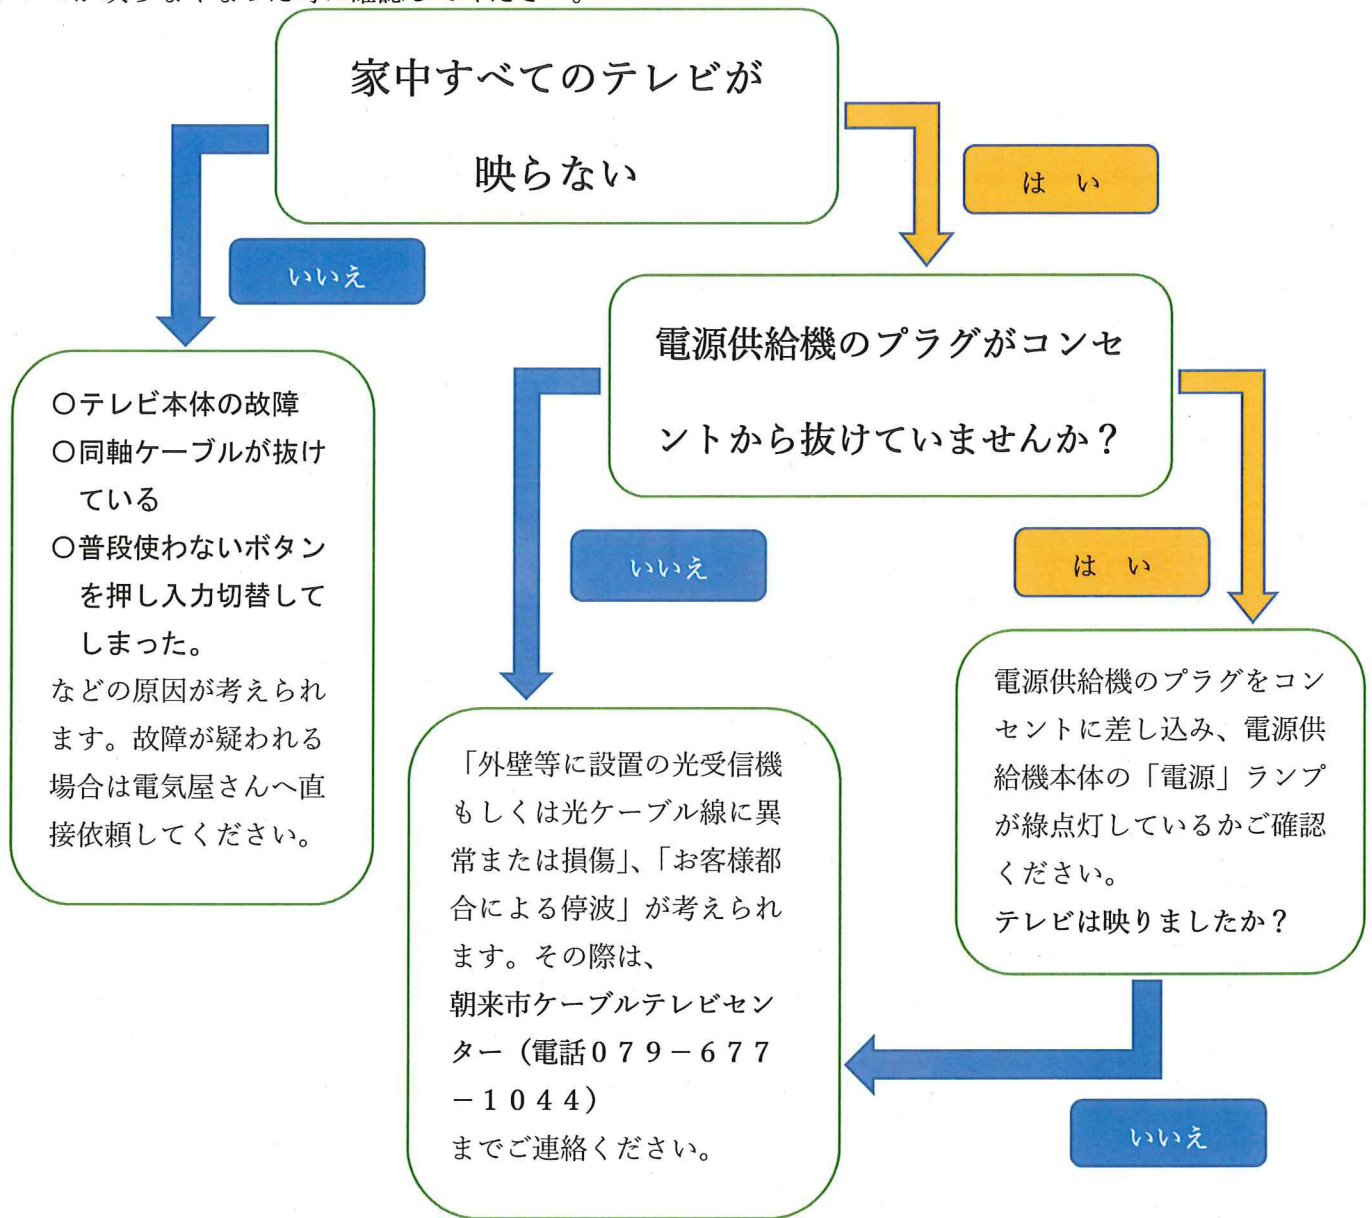 家中すべてのテレビが
映らない
は い
いいえ
電源供給機のプラグがコンセ
ントから抜けていませんか？
〇テレビ本体の故障
〇同軸ケーブルが抜け
ている
〇普段使わないボタン
を押し入力切替して
しまった。
などの原因が考えられ
ます。故障が疑われる
場合は電気屋さんへ直
接依頼してください。
いいえ
は い
「外壁等に設置の光受信機
もしくは光ケーブル線に異
常または損傷」、「お客様都
合による停波」が考えられ
ます。その際は、
朝来市ケーブルテレビセン
ター（電話０７９－６７７
－１０４４）
までご連絡ください。
電源供給機のプラグをコン
セントに差し込み、電源供
給機本体の「電源」ランプ
が緑点灯しているかご確認
ください。
テレビは映りましたか？
いいえ